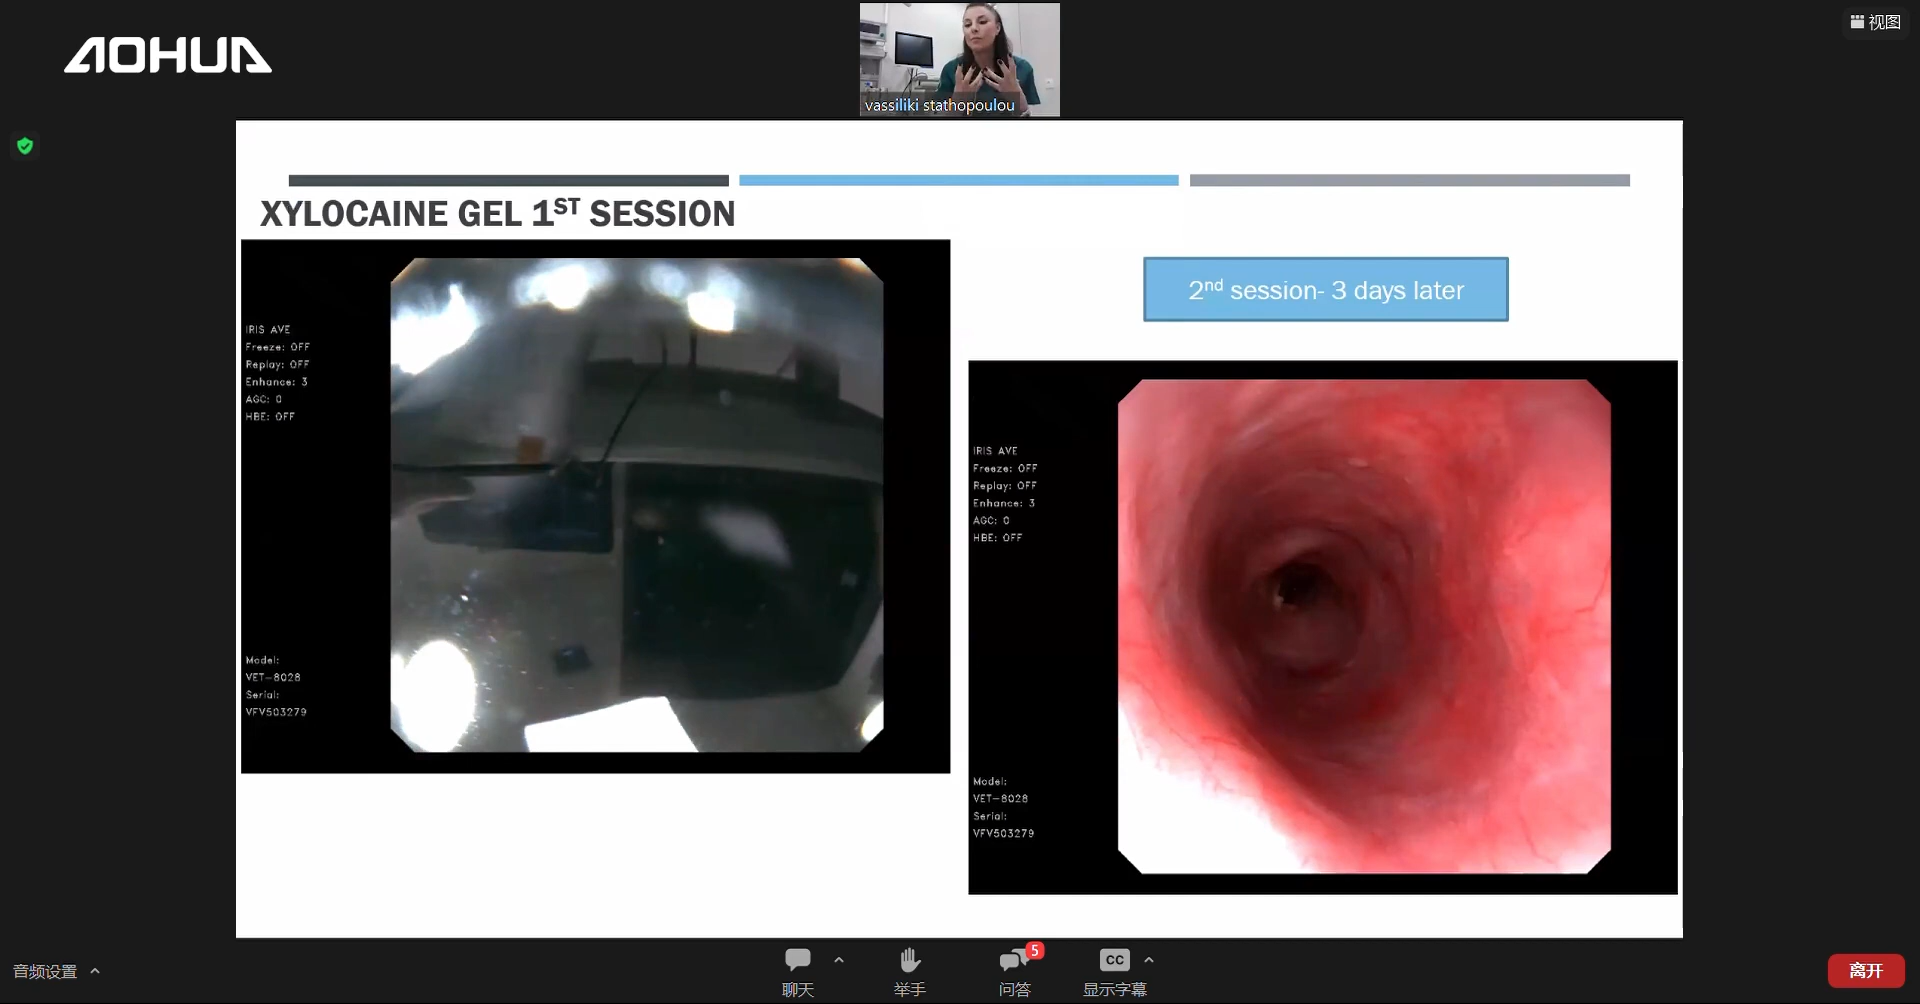 AOHUA
视图
vassiliki stathopoulou
XYLOCAINE GEL 1ST SESSION
2nd session- 3 days later
IRIS AVE
Freeze: OFF
Replay: OFF
Enhance: 3
AGC: 0
HBE: OFF
Model:
VET-8028
Serial:
VFV503279
IRIS AVE
Freeze: OFF
Replay: OFF
Enhance: 3
AGC: 0
HBE: OFF
Model:
VET-8028
Serial:
VFV503279
音频设置
聊天
举手
5
问答
CC
显示字幕
离开